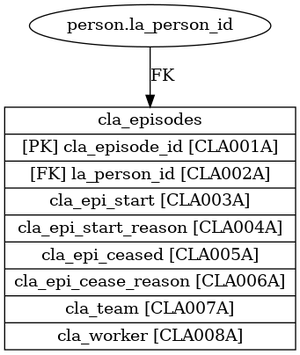 person.la_person_id
FK
cla_episodes
[PK] cla_episode_id [CLA001A]
[FK] la_person_id [CLA002A]
cla_epi_start [CLA003A]
cla_epi_start_reason [CLA004A]
cla_epi_ceased [CLA005A]
cla_epi_cease_reason [CLA006A]
cla_team [CLA007A]
cla_worker [CLA008A]